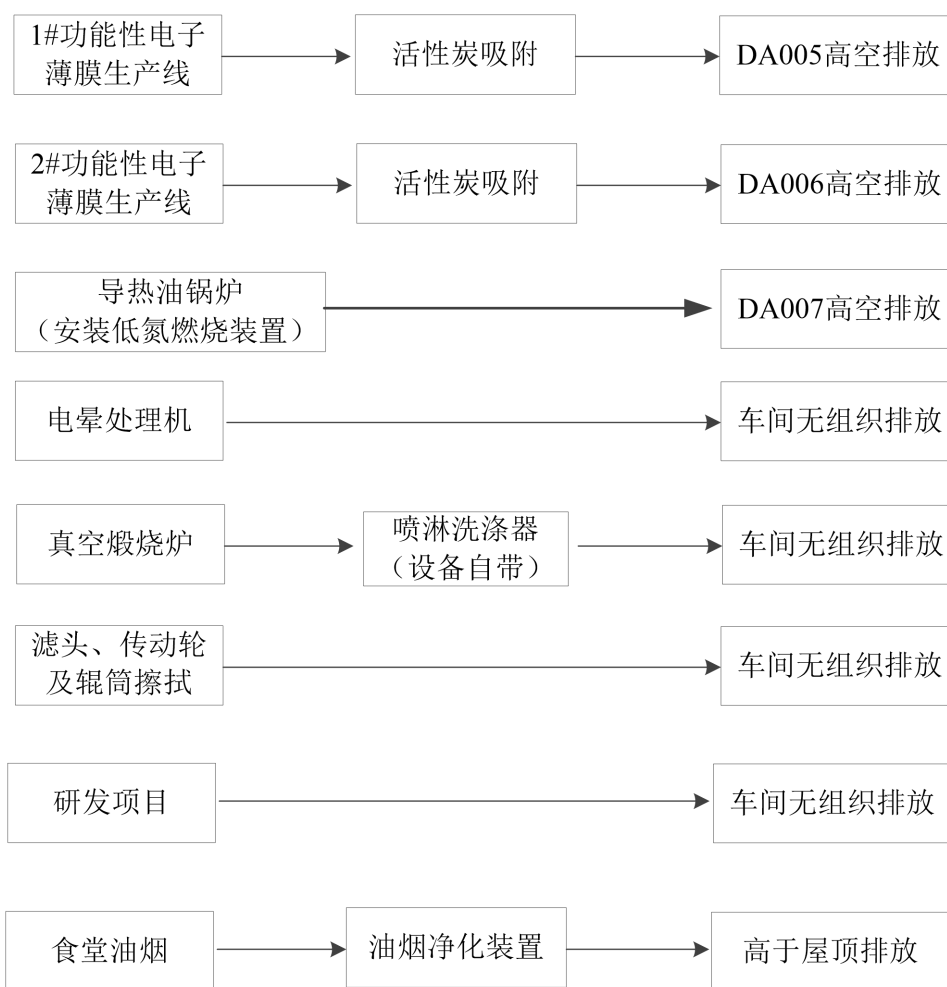 1#功能性电子
薄膜生产线
活性炭吸附
DA005高空排放
2#功能性电子
薄膜生产线
活性炭吸附
DA006高空排放
导热油锅炉
（安装低氮燃烧装置）
DA007高空排放
电晕处理机
车间无组织排放
真空煅烧炉
喷淋洗涤器
（设备自带）
车间无组织排放
滤头、传动轮
及辊筒擦拭
车间无组织排放
研发项目
车间无组织排放
食堂油烟
油烟净化装置
高于屋顶排放